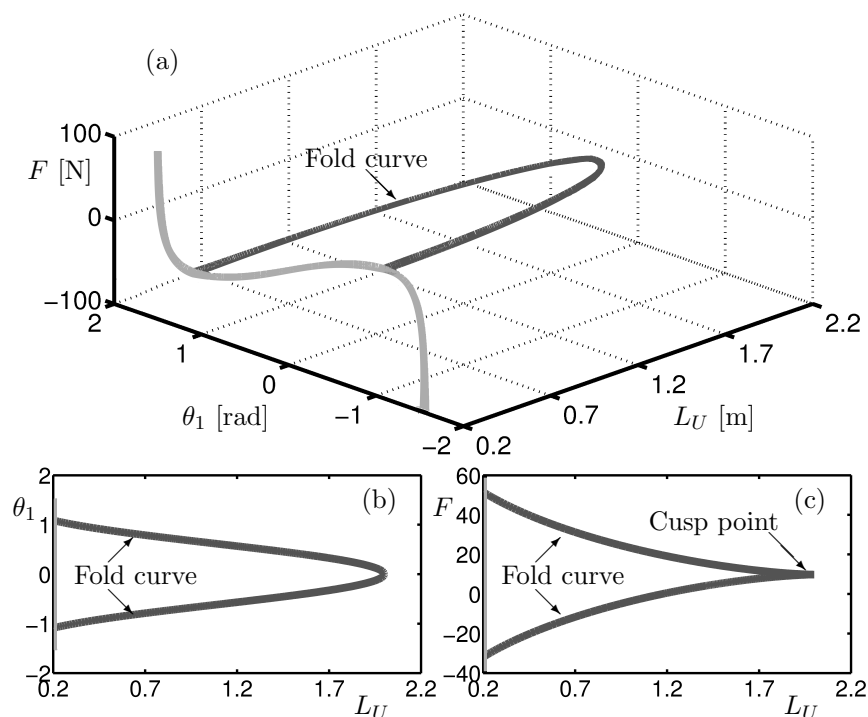 (a)
100
F [N]
0
−100
Fold curve
2
1
0
−1
−2
θ1 [rad]
0.2
0.7
1.2
1.7
2.2
L_U [m]
2
θ1
1
0
−1
−2
(b)
Fold curve
0.2
0.7
1.2
1.7
2.2
L_U
60
F
40
20
0
−20
−40
(c)
Cusp point
Fold curve
0.2
0.7
1.2
1.7
2.2
L_U